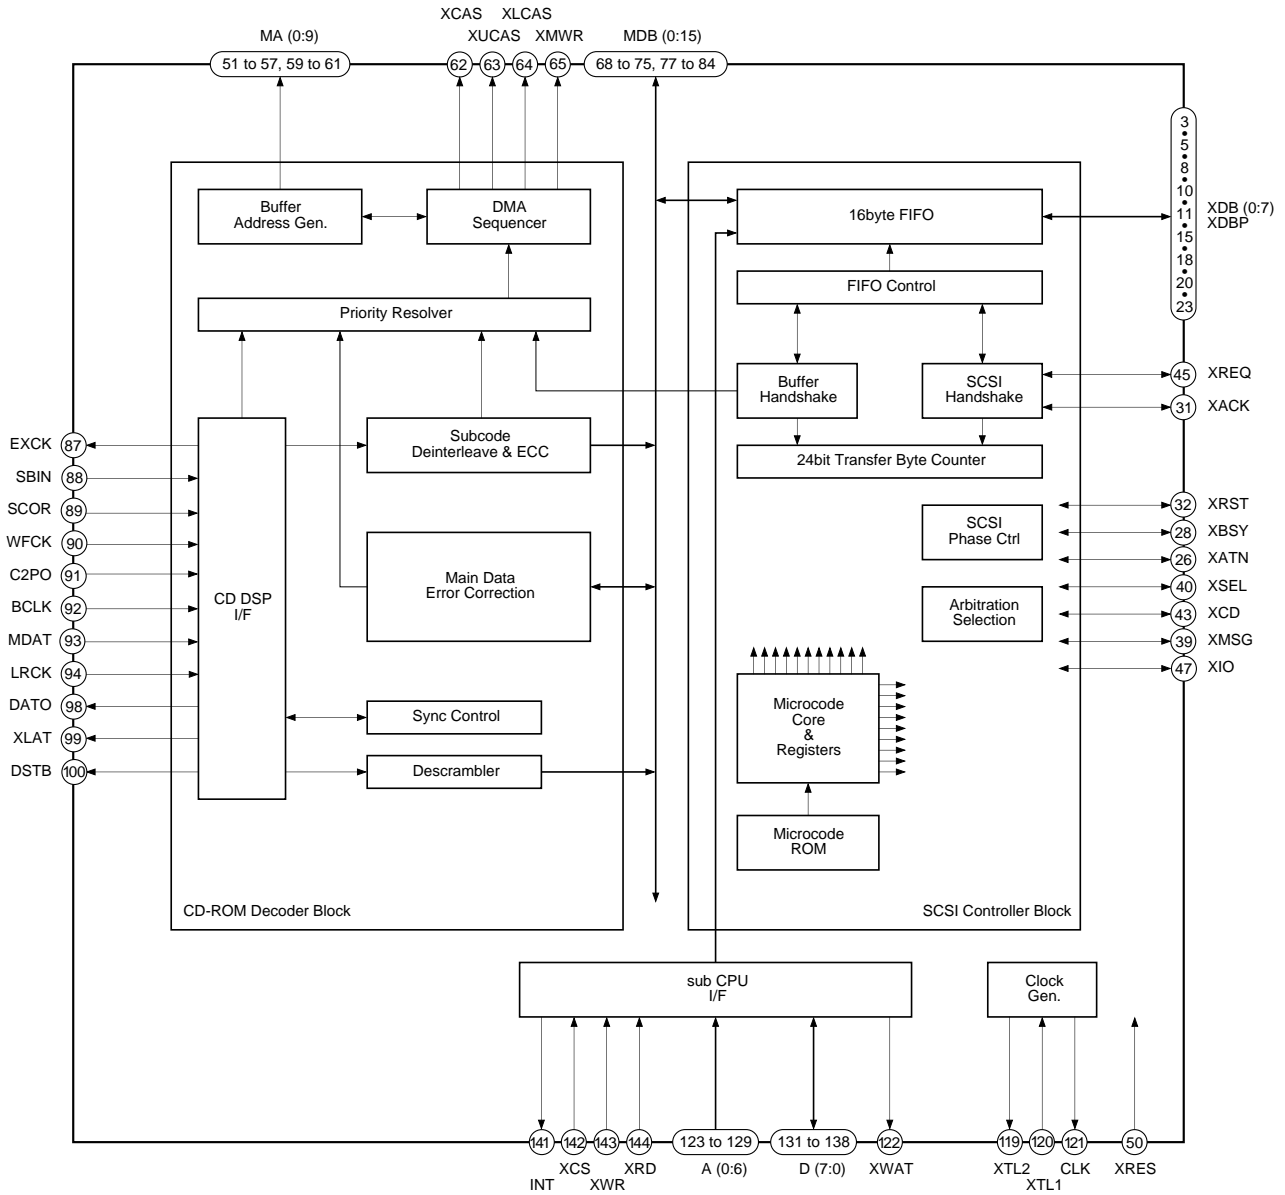 XCAS XLCAS
MA (0:9) XUCAS XMWR MDB (0:15)
51 to 57, 59 to 61 62 63 64 65 68 to 75, 77 to 84
3
5
8
10
11
15
18
20
23
XDB (0:7)
XDBP
Buffer
Address Gen.
DMA
Sequencer
16byte FIFO
FIFO Control
Priority Resolver
Buffer
Handshake
SCSI
Handshake
45 XREQ
31 XACK
24bit Transfer Byte Counter
EXCK 87
SBIN 88
SCOR 89
WFCK 90
C2PO 91
BCLK 92
MDAT 93
LRCK 94
DATO 98
XLAT 99
DSTB 100
CD DSP
I/F
Subcode
Deinterleave & ECC
Main Data
Error Correction
Sync Control
Descrambler
SCSI
Phase Ctrl
Arbitration
Selection
32 XRST
28 XBSY
26 XATN
40 XSEL
43 XCD
39 XMSG
47 XIO
Microcode
Core
&
Registers
Microcode
ROM
CD-ROM Decoder Block
SCSI Controller Block
sub CPU
I/F
Clock
Gen.
141 142 143 144 123 to 129 131 to 138 122 119 120 121 50
XCS XRD A (0:6) D (7:0) XWAT XTL2 CLK XRES
INT XWR XTL1